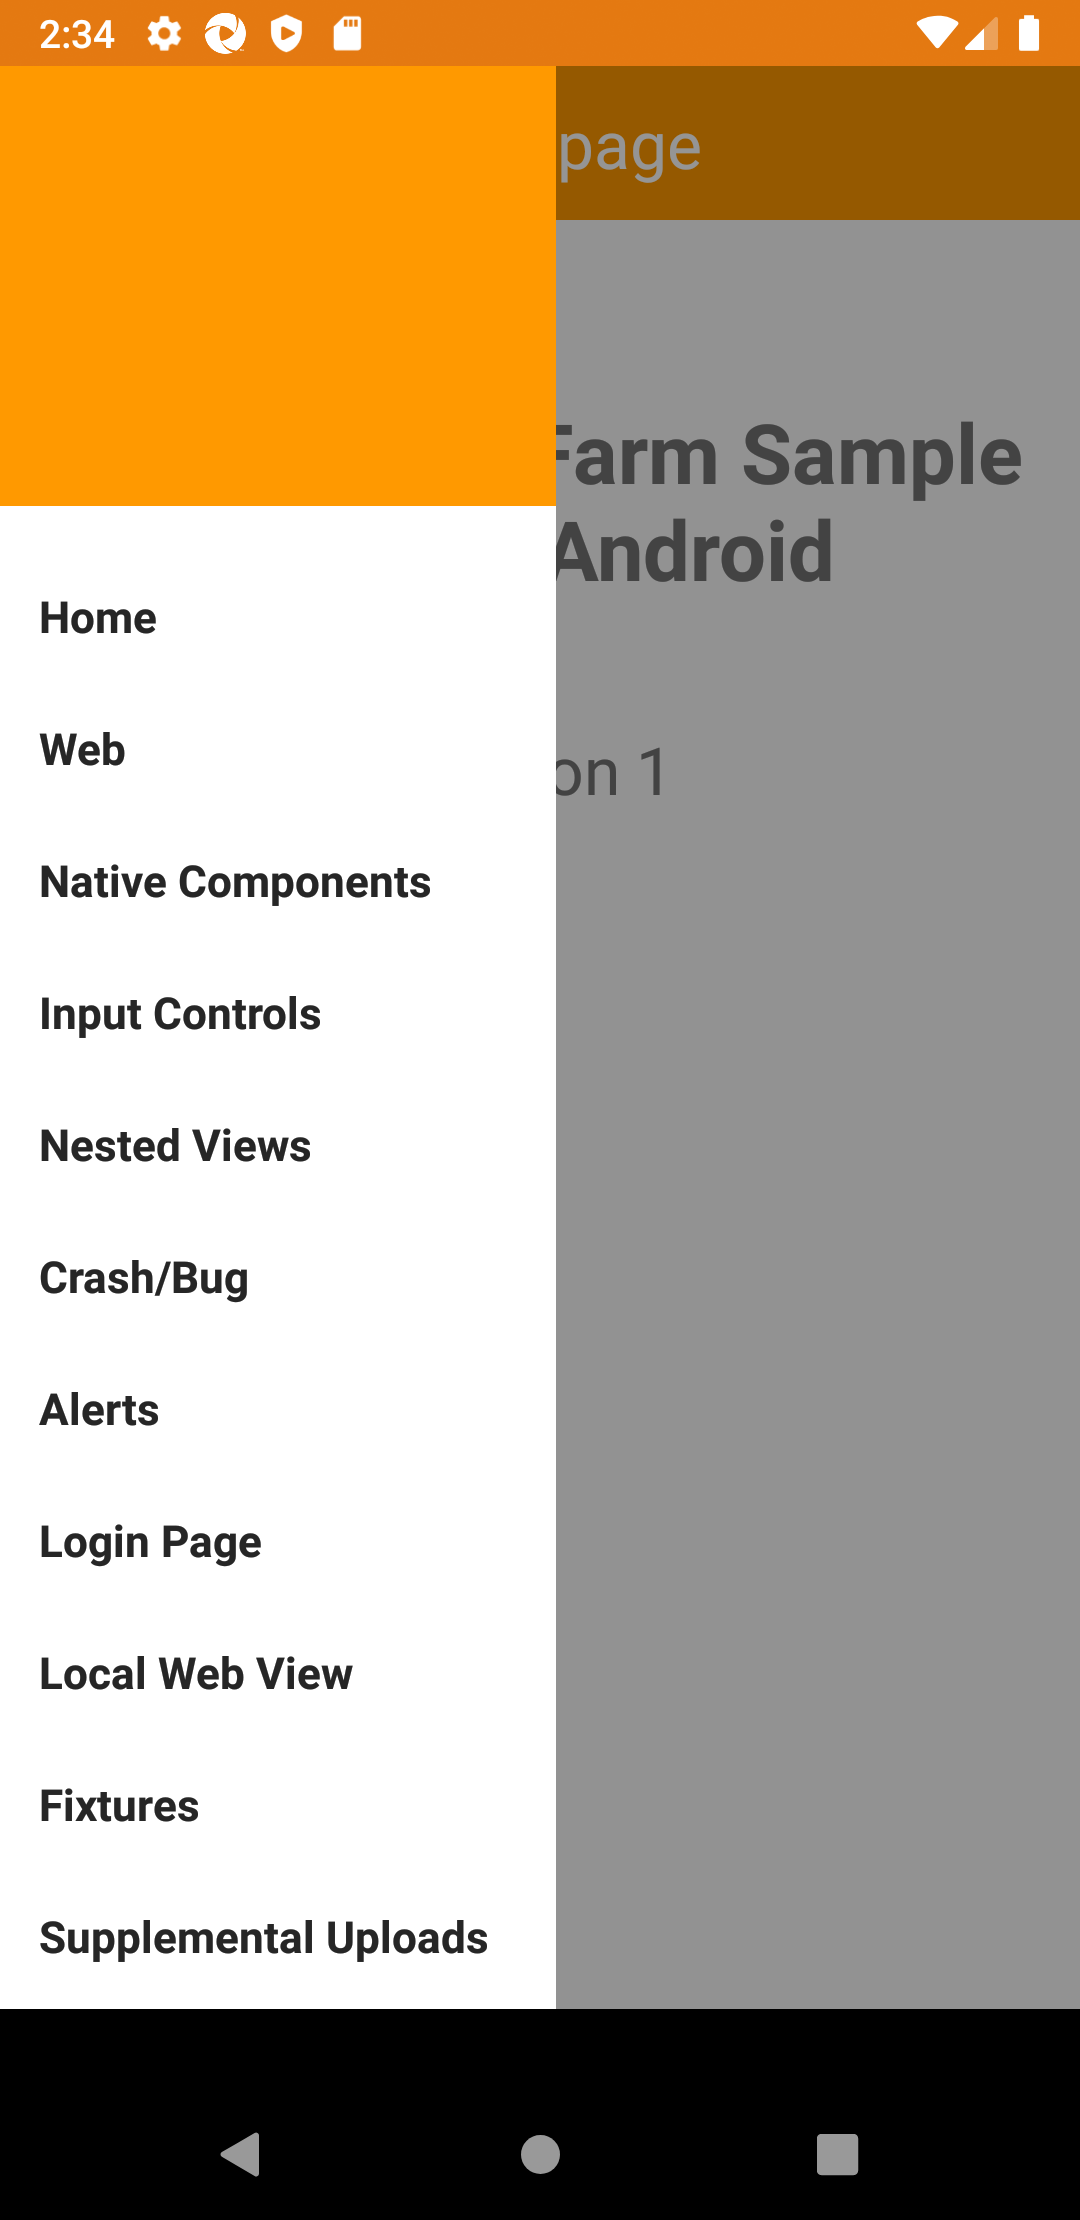 2:34
page
Farm Sample
Android
on 1
Home
Web
Native Components
Input Controls
Nested Views
Crash/Bug
Alerts
Login Page
Local Web View
Fixtures
Supplemental Uploads